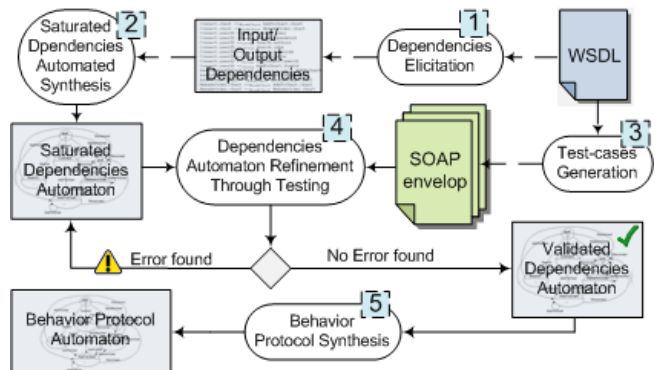 2
Saturated
Dpendencies
Automated
Synthesis
Input/
Output
Dependencies
1
Dependencies
Elicitation
WSDL
Saturated
Dependencies
Automaton
4
Dependencies
Automaton Refinement
Through Testing
SOAP
envelop
3
Test-cases
Generation
Error found
No Error found
Validated
Dependencies
Automaton
5
Behavior
Protocol Synthesis
Behavior Protocol
Automaton